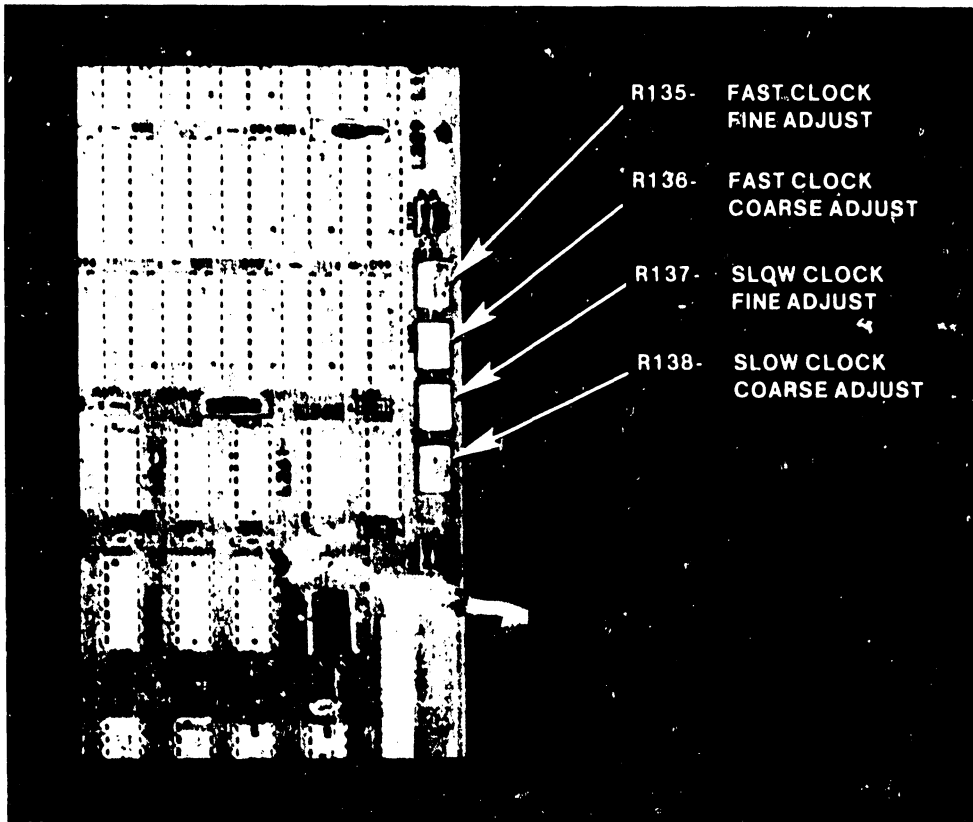 R135- FAST CLOCK
FINE ADJUST
R136- FAST CLOCK
COARSE ADJUST
R137- SLOW CLOCK
FINE ADJUST
R138- SLOW CLOCK
COARSE ADJUST